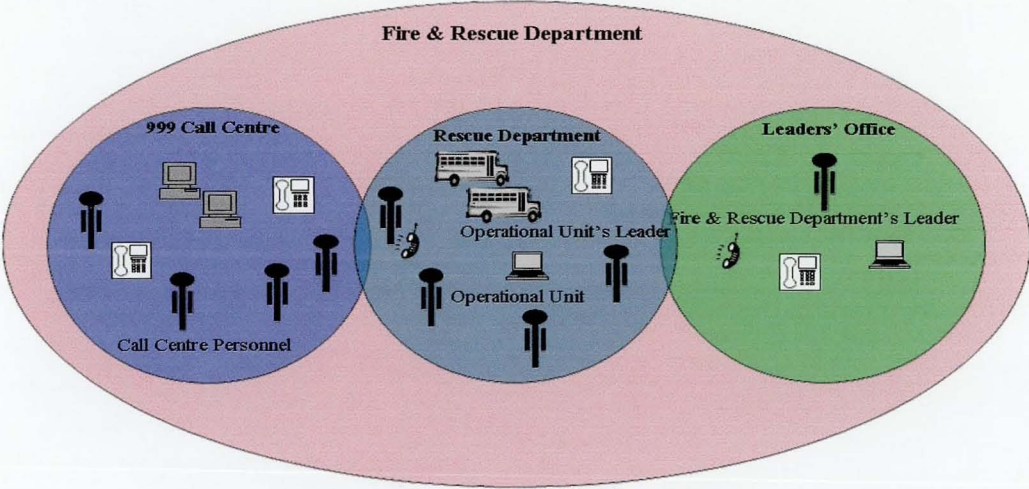 Fire & Rescue Department
999 Call Centre
Rescue Department
Leaders' Office
Operational Unit's Leader
Fire & Rescue Department's Leader
Operational Unit
Call Centre Personnel